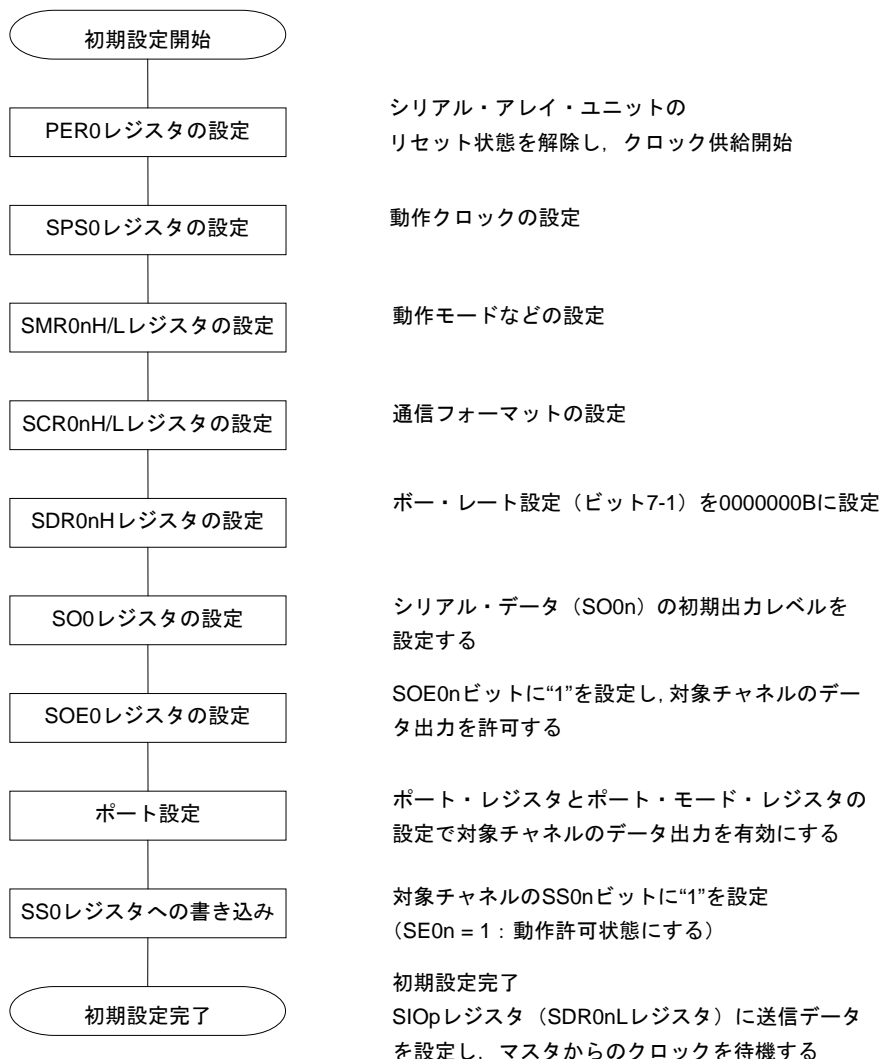 初期設定開始
PER0レジスタの設定
シリアル・アレイ・ユニットの
リセット状態を解除し，クロック供給開始
SPS0レジスタの設定
動作クロックの設定
SMR0nH/Lレジスタの設定
動作モードなどの設定
SCR0nH/Lレジスタの設定
通信フォーマットの設定
SDR0nHレジスタの設定
ボー・レート設定（ビット7-1）を0000000Bに設定
SO0レジスタの設定
シリアル・データ（SO0n）の初期出力レベルを
設定する
SOE0レジスタの設定
SOE0nビットに“1”を設定し，対象チャネルのデー
タ出力を許可する
ポート設定
ポート・レジスタとポート・モード・レジスタの
設定で対象チャネルのデータ出力を有効にする
SS0レジスタへの書き込み
対象チャネルのSS0nビットに“1”を設定
（SE0n = 1：動作許可状態にする）
初期設定完了
初期設定完了
SIOpレジスタ（SDR0nLレジスタ）に送信データ
を設定し，マスタからのクロックを待機する